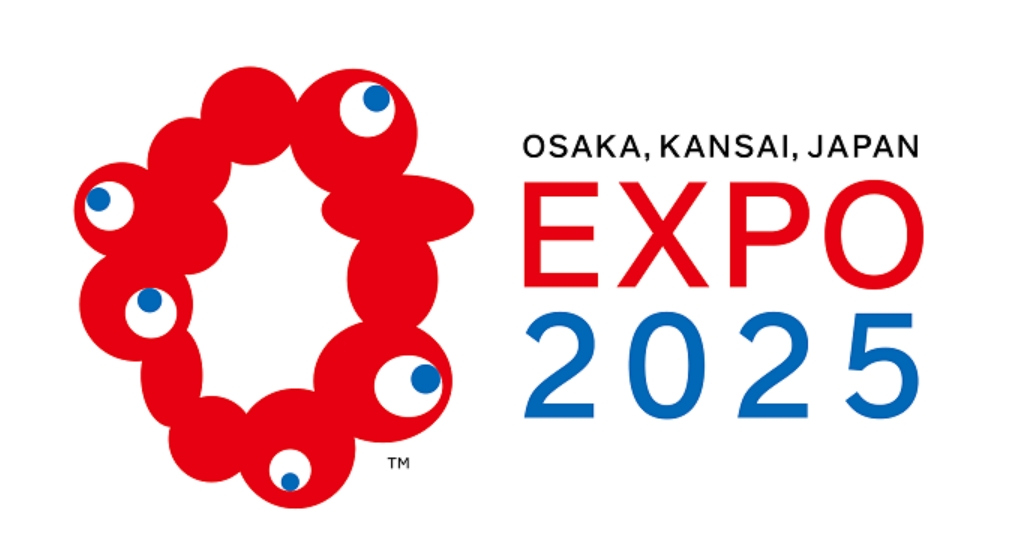 OSAKA, KANSAI, JAPAN
EXPO
2025
TM